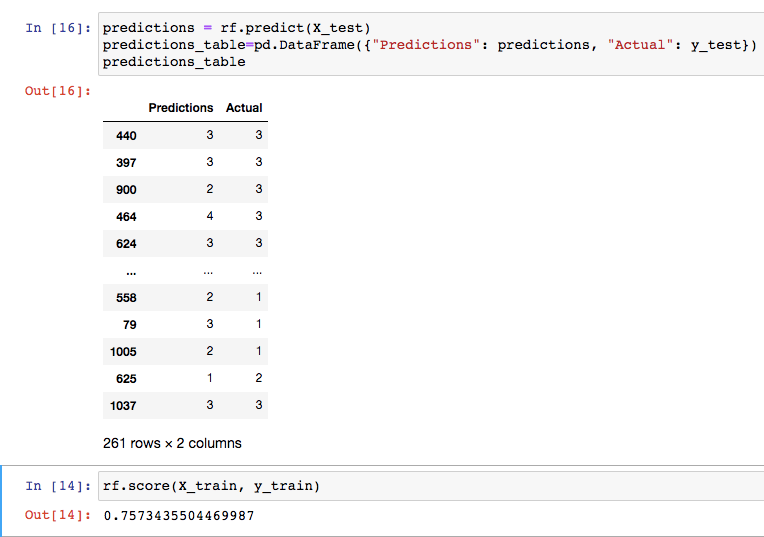 In [16]: predictions = rf.predict(X_test)
predictions_table=pd.DataFrame({"Predictions": predictions, "Actual": y_test})
predictions_table
Out[16]:
Predictions Actual
440 3 3
397 3 3
900 2 3
464 4 3
624 3 3
... ... ...
558 2 1
79 3 1
1005 2 1
625 1 2
1037 3 3
261 rows × 2 columns
In [14]: rf.score(X_train, y_train)
Out[14]: 0.7573435504469987